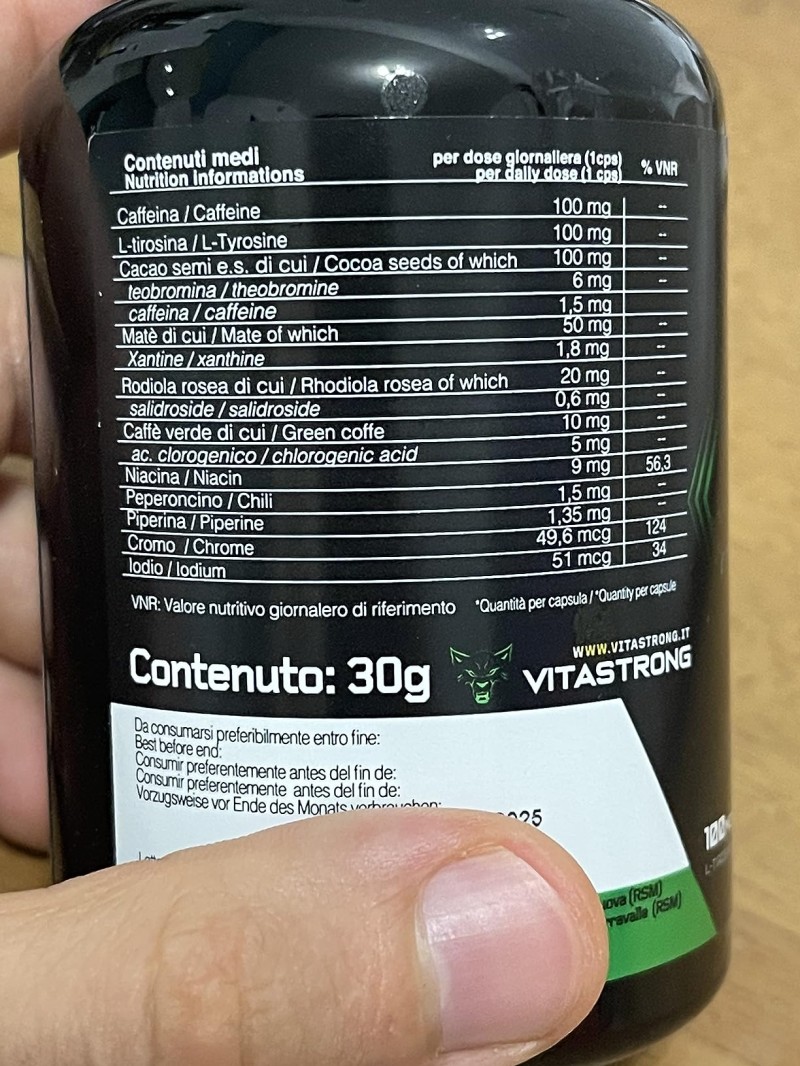 Contenuti medi per dose giornaliera (1cps) % VNR
Nutrition Informations per daily dose (1 cps)
Caffeina / Caffeine 100 mg --
L-tirosina / L-Tyrosine 100 mg --
Cacao semi e.s. di cui / Cocoa seeds of which 100 mg --
teobromina / theobromine 6 mg
caffeina / caffeine 1,5 mg
Matè di cui / Mate of which 50 mg --
Xantine / xanthine 1,8 mg --
Rodiola rosea di cui / Rhodiola rosea of which 20 mg --
salidroside / salidroside 0,6 mg --
Caffè verde di cui / Green coffe 10 mg --
ac. clorogenico / chlorogenic acid 5 mg --
Niacina / Niacin 9 mg 56,3
Peperoncino / Chili 1,5 mg --
Piperina / Piperine 1,35 mg --
Cromo / Chrome 49,6 mcg 124
Iodio / Iodium 51 mcg 34
VNR: Valore nutritivo giornalero di riferimento *Quantità per capsula / *Quantity per capsule
Contenuto: 30g
WWW.VITASTRONG.IT
VITASTRONG
Da consumarsi preferibilmente entro fine:
Best before end:
Consumir preferentemente antes del fin de:
Consumir preferentemente antes del fin de:
Vorzugsweise vor Ende des Monats verbrauchen:
(RSM)
(RSM)